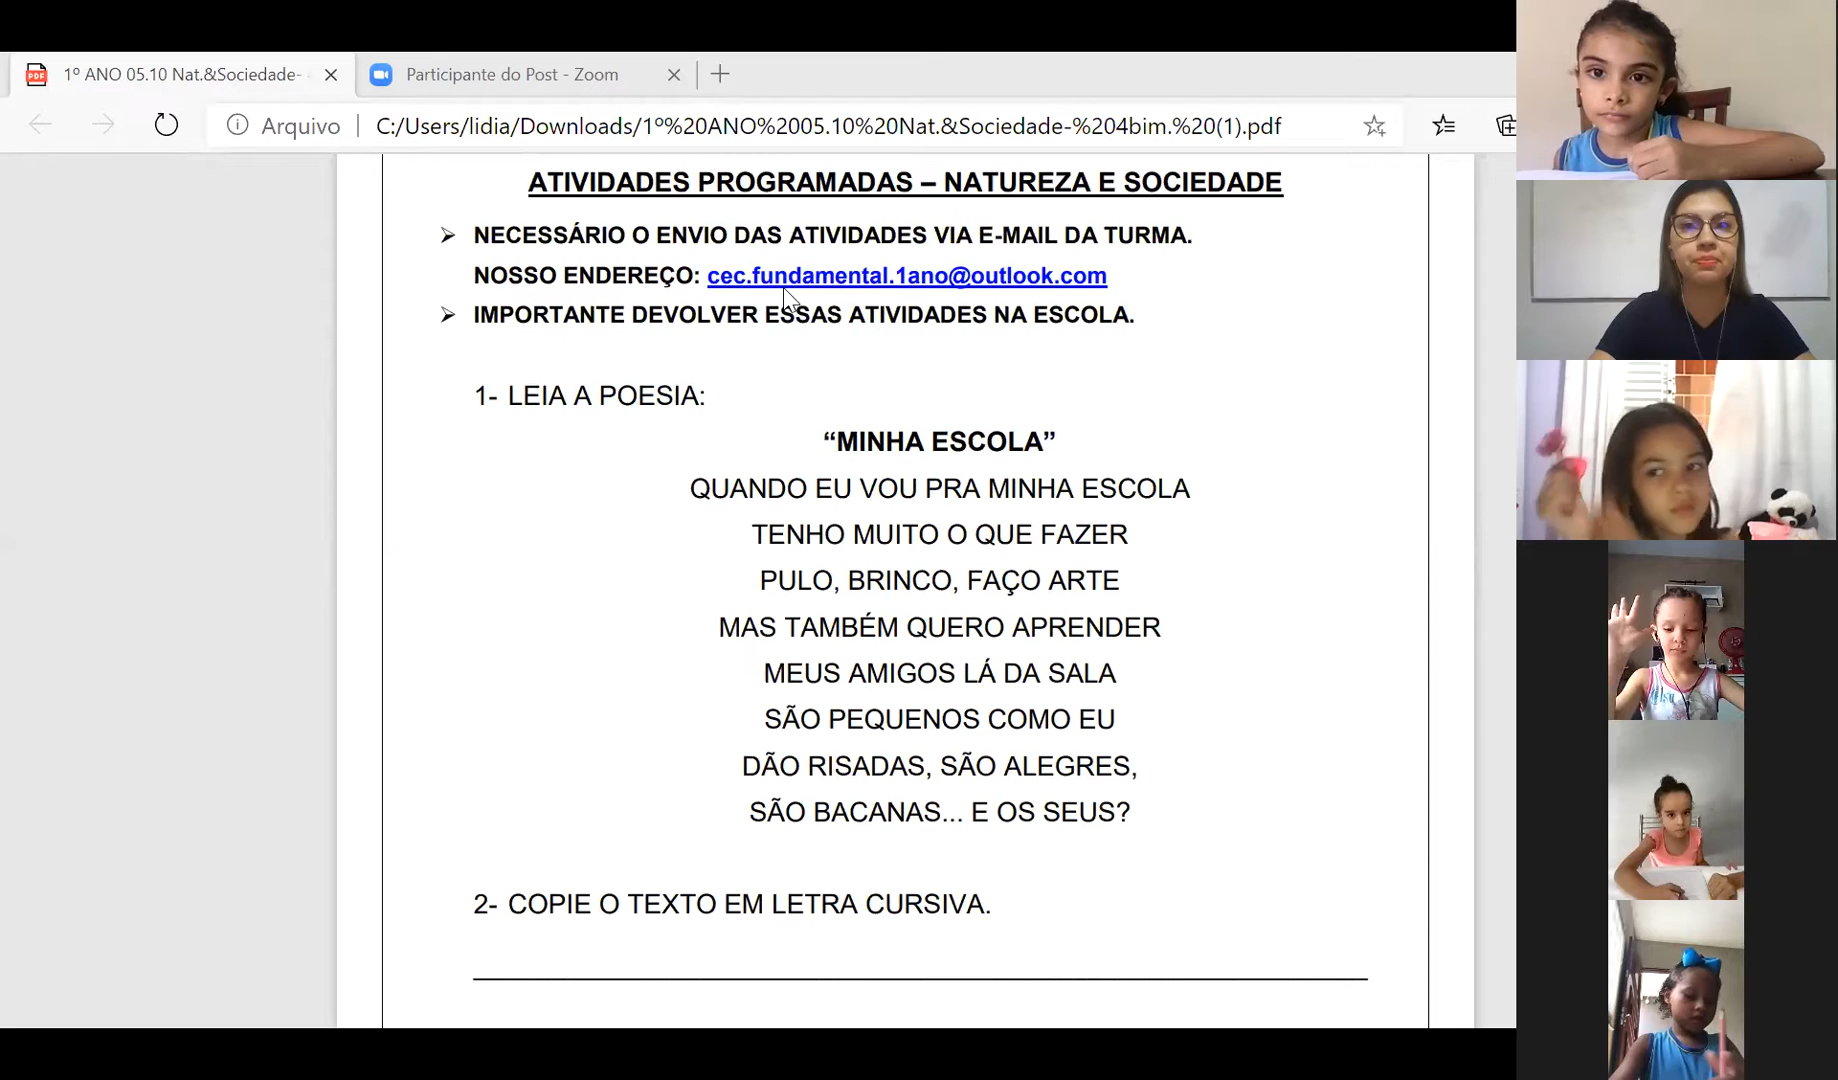 1º ANO 05.10 Nat.&Sociedade-
Participante do Post - Zoom
Arquivo
C:/Users/lidia/Downloads/1º%20ANO%2005.10%20Nat.&Sociedade-%204bim.%20(1).pdf
ATIVIDADES PROGRAMADAS – NATUREZA E SOCIEDADE
➢ NECESSÁRIO O ENVIO DAS ATIVIDADES VIA E-MAIL DA TURMA.
NOSSO ENDEREÇO: cec.fundamental.1ano@outlook.com
➢ IMPORTANTE DEVOLVER ESSAS ATIVIDADES NA ESCOLA.
1- LEIA A POESIA:
“MINHA ESCOLA”
QUANDO EU VOU PRA MINHA ESCOLA
TENHO MUITO O QUE FAZER
PULO, BRINCO, FAÇO ARTE
MAS TAMBÉM QUERO APRENDER
MEUS AMIGOS LÁ DA SALA
SÃO PEQUENOS COMO EU
DÃO RISADAS, SÃO ALEGRES,
SÃO BACANAS... E OS SEUS?
2- COPIE O TEXTO EM LETRA CURSIVA.